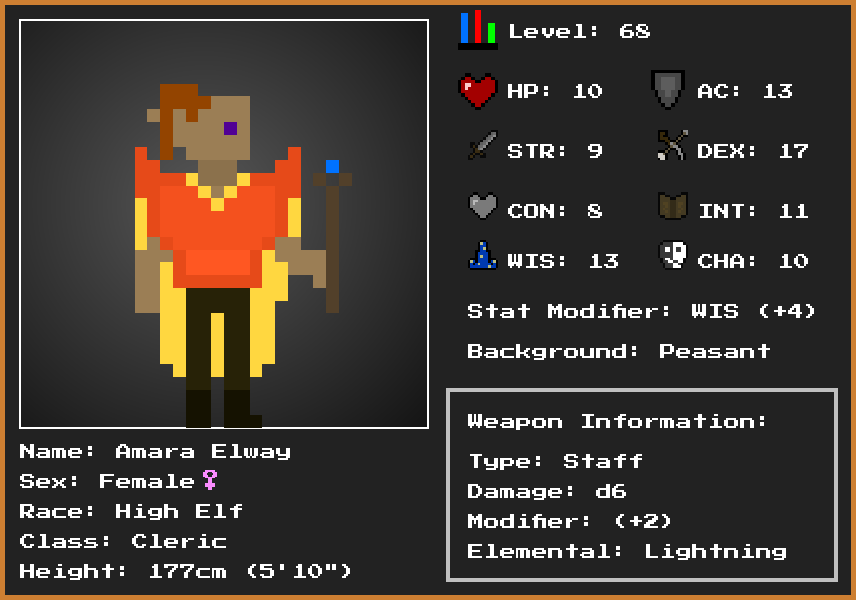 Level: 68
HP: 10 AC: 13
STR: 9 DEX: 17
CON: 8 INT: 11
WIS: 13 CHA: 10
Stat Modifier: WIS (+4)
Background: Peasant
Weapon Information:
Type: Staff
Damage: d6
Modifier: (+2)
Elemental: Lightning
Name: Amara Elway
Sex: Female♀
Race: High Elf
Class: Cleric
Height: 177cm (5'10")